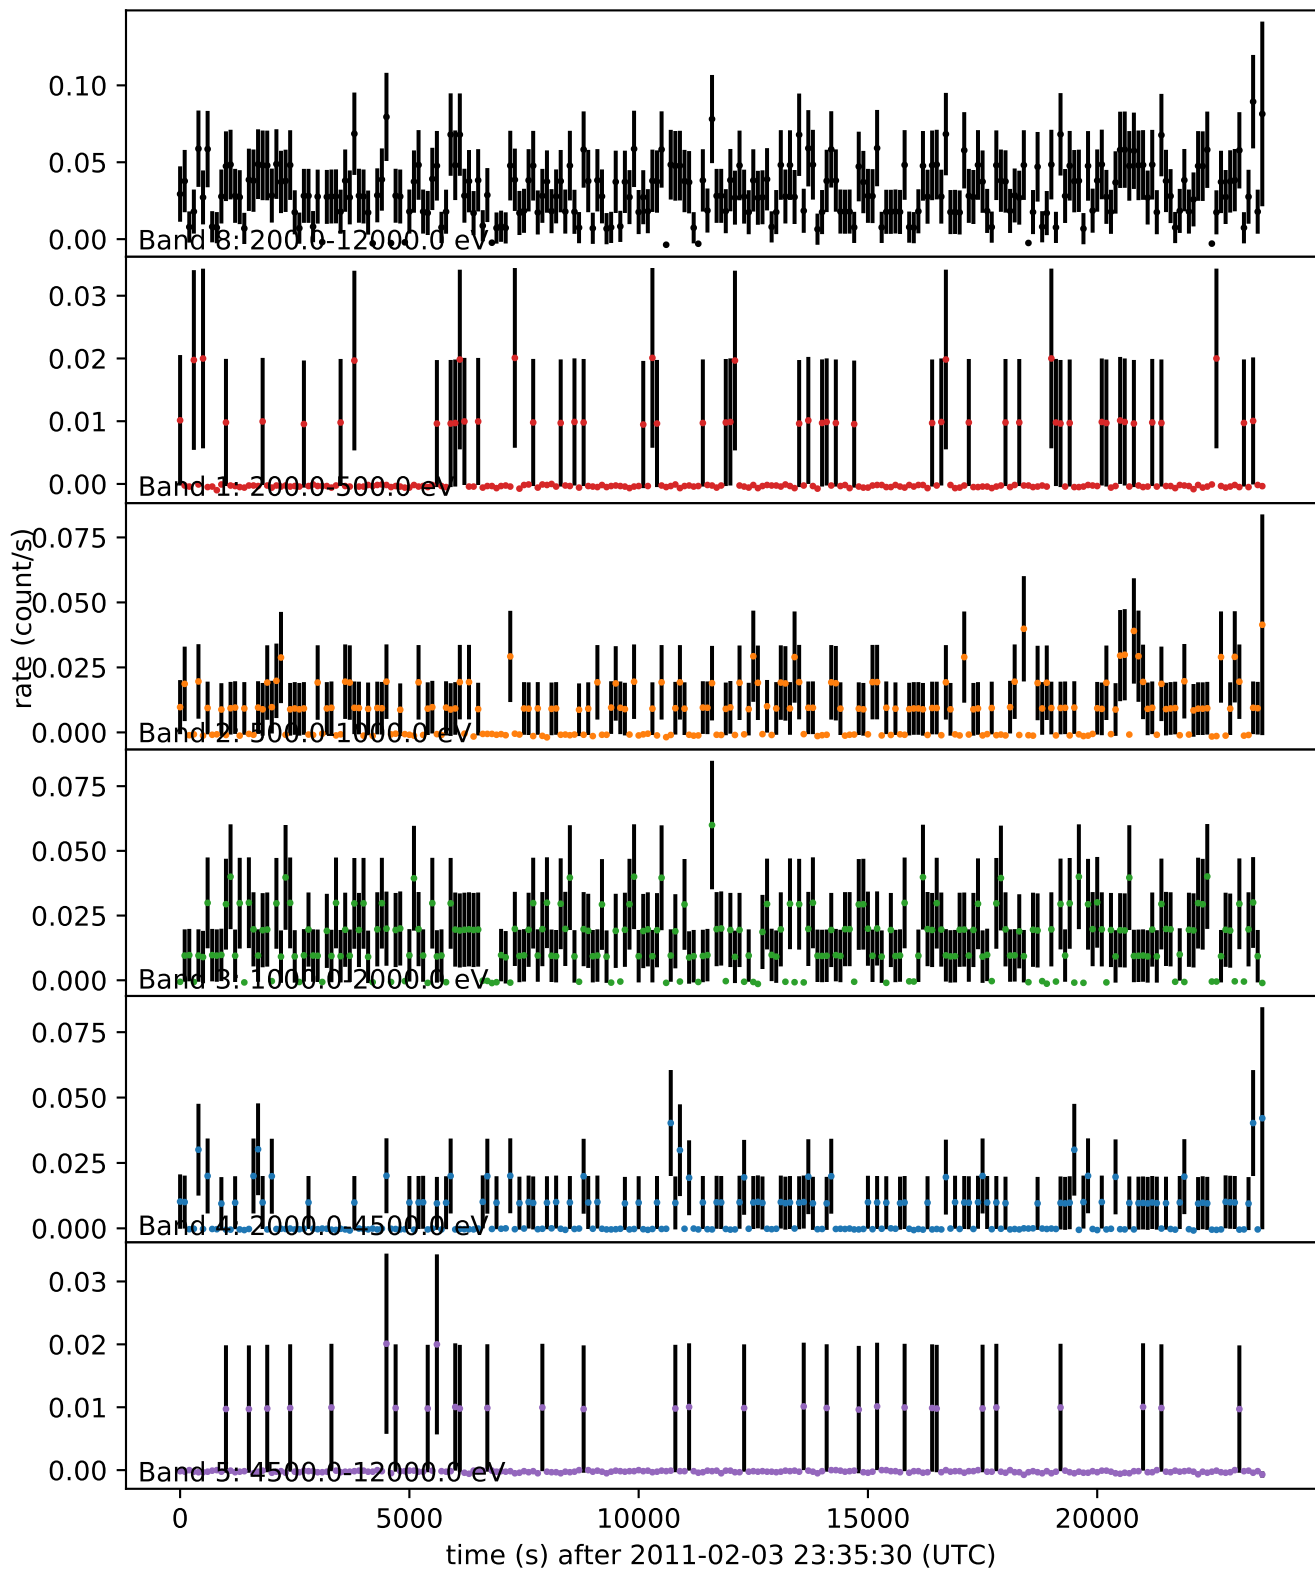 0.10
0.05
0.00
Band 8: 200.0-12000.0 eV
0.03
0.02
0.01
0.00
Band 1: 200.0-500.0 eV
rate (count/s)
0.075
0.050
0.025
0.000
Band 2: 500.0-1000.0 eV
0.075
0.050
0.025
0.000
Band 3: 1000.0-2000.0 eV
0.075
0.050
0.025
0.000
Band 4: 2000.0-4500.0 eV
0.03
0.02
0.01
0.00
Band 5: 4500.0-12000.0 eV
0 5000 10000 15000 20000
time (s) after 2011-02-03 23:35:30 (UTC)